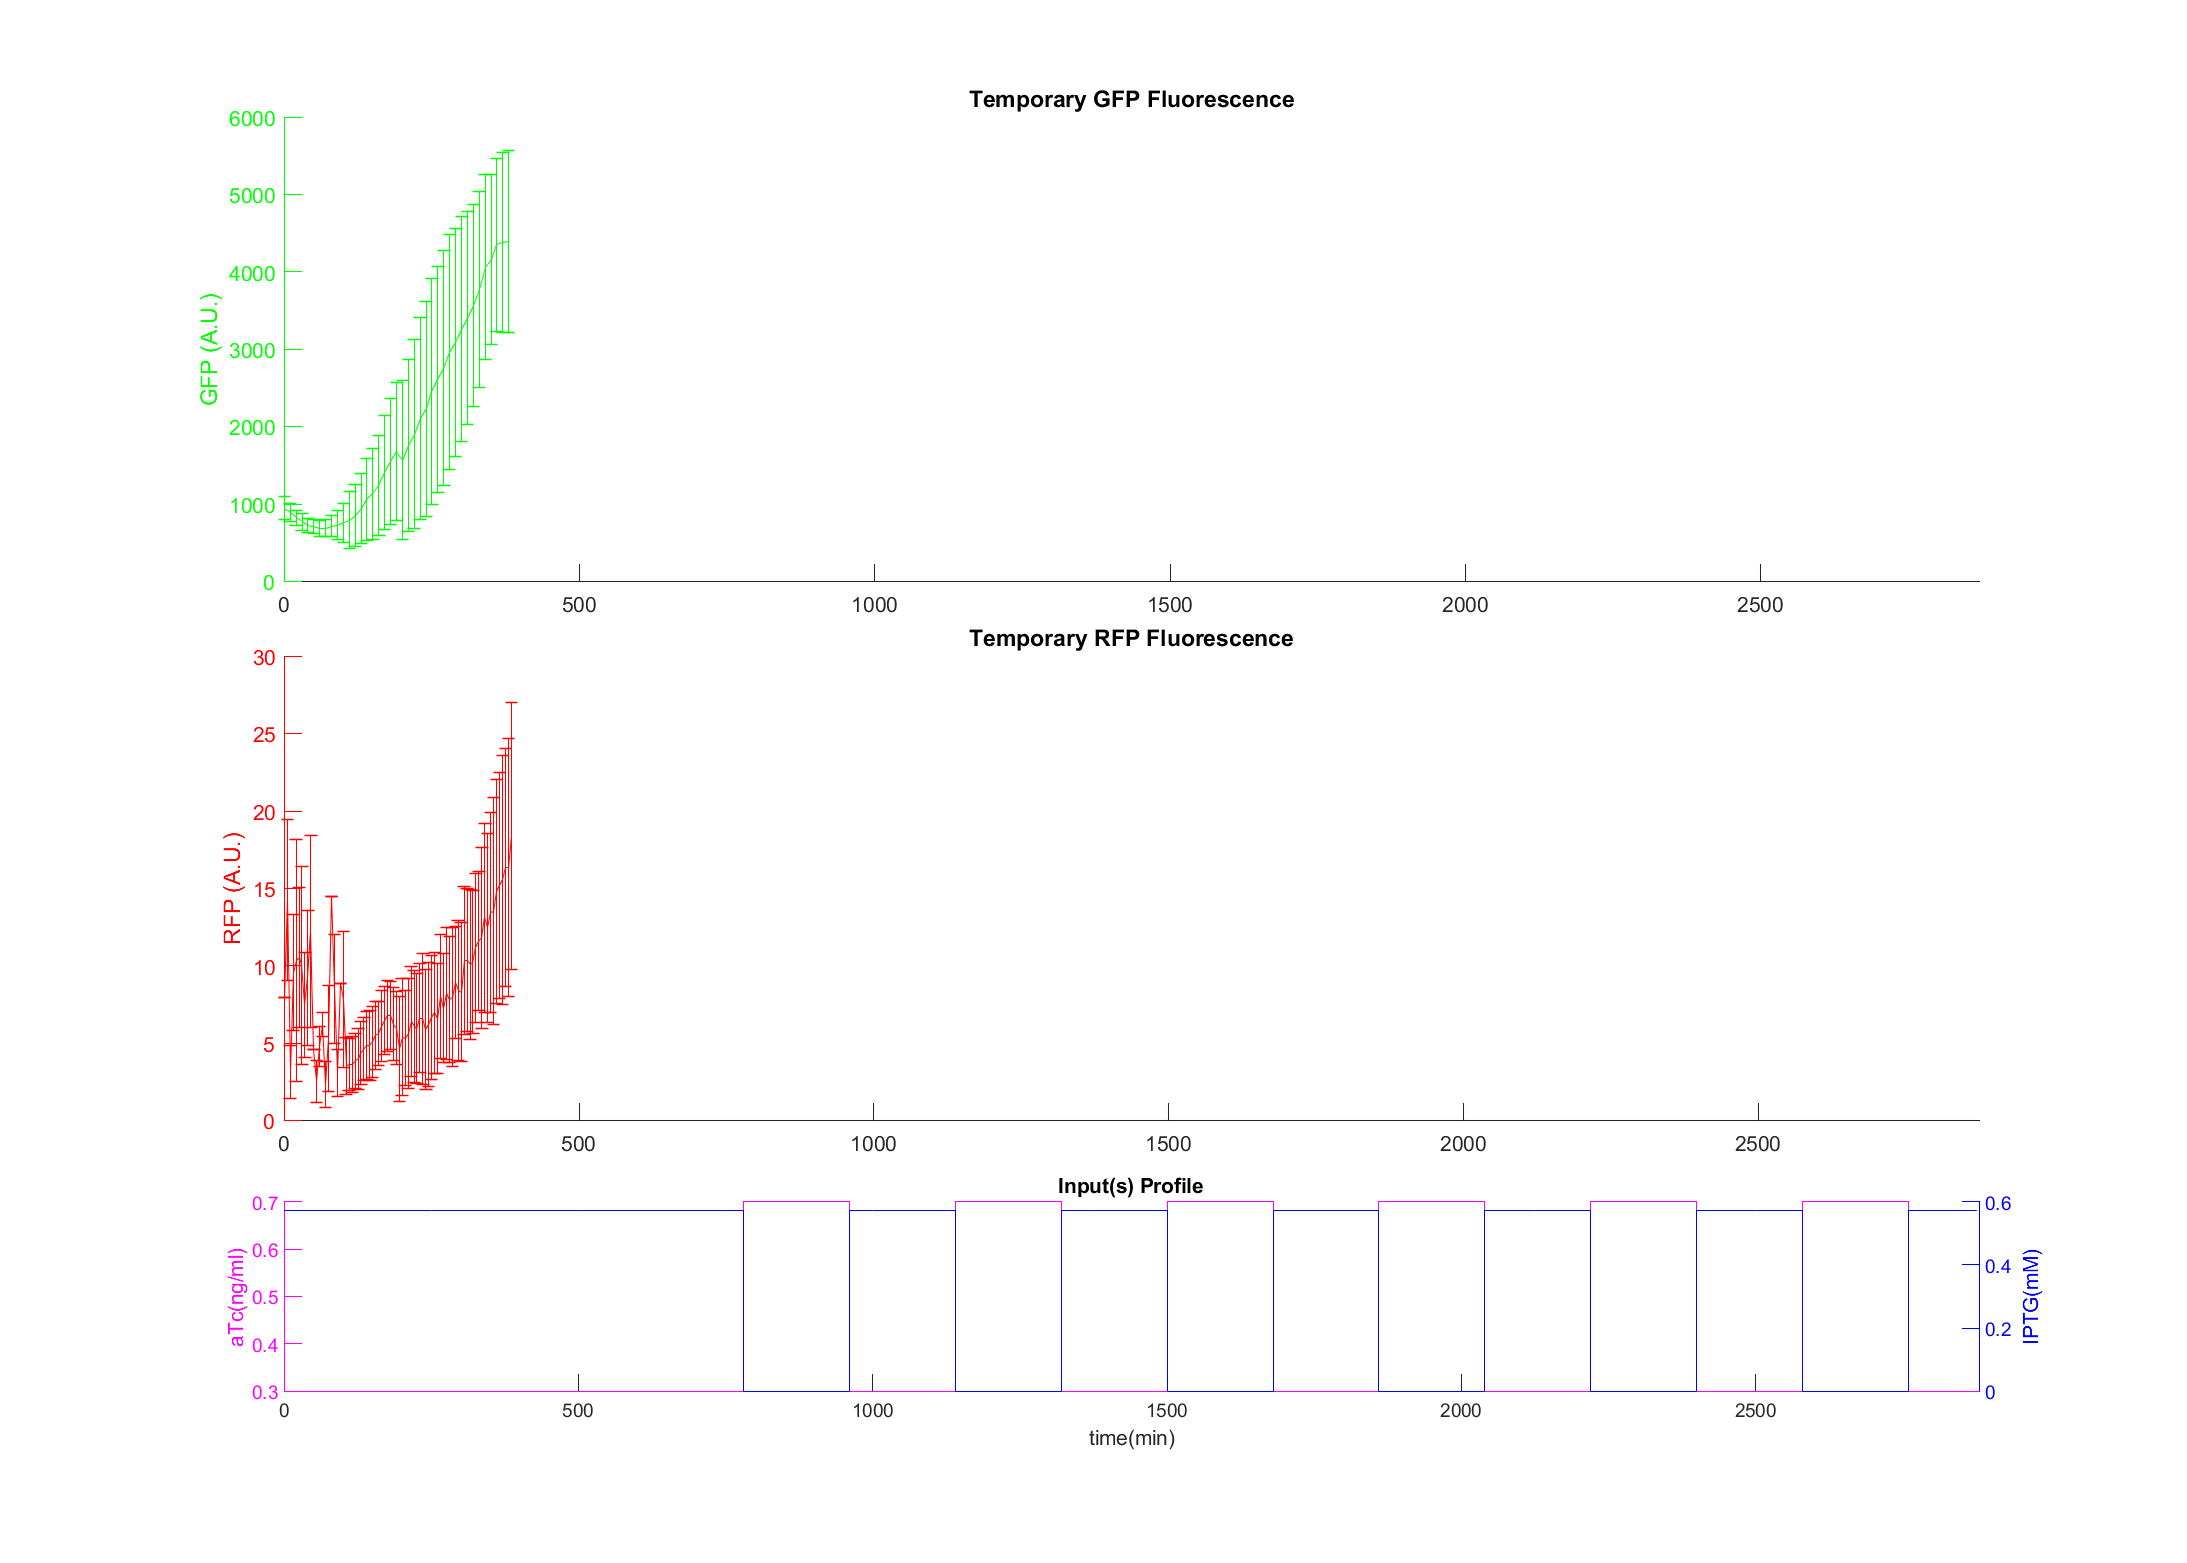 Temporary GFP Fluorescence
GFP (A.U.)
6000
5000
4000
3000
2000
1000
0
0 500 1000 1500 2000 2500
Temporary RFP Fluorescence
RFP (A.U.)
30
25
20
15
10
5
0
0 500 1000 1500 2000 2500
Input(s) Profile
aTc(ng/ml)
0.7
0.6
0.5
0.4
0.3
0.6
0.4
0.2
0
IPTG(mM)
0 500 1000 1500 2000 2500
time(min)